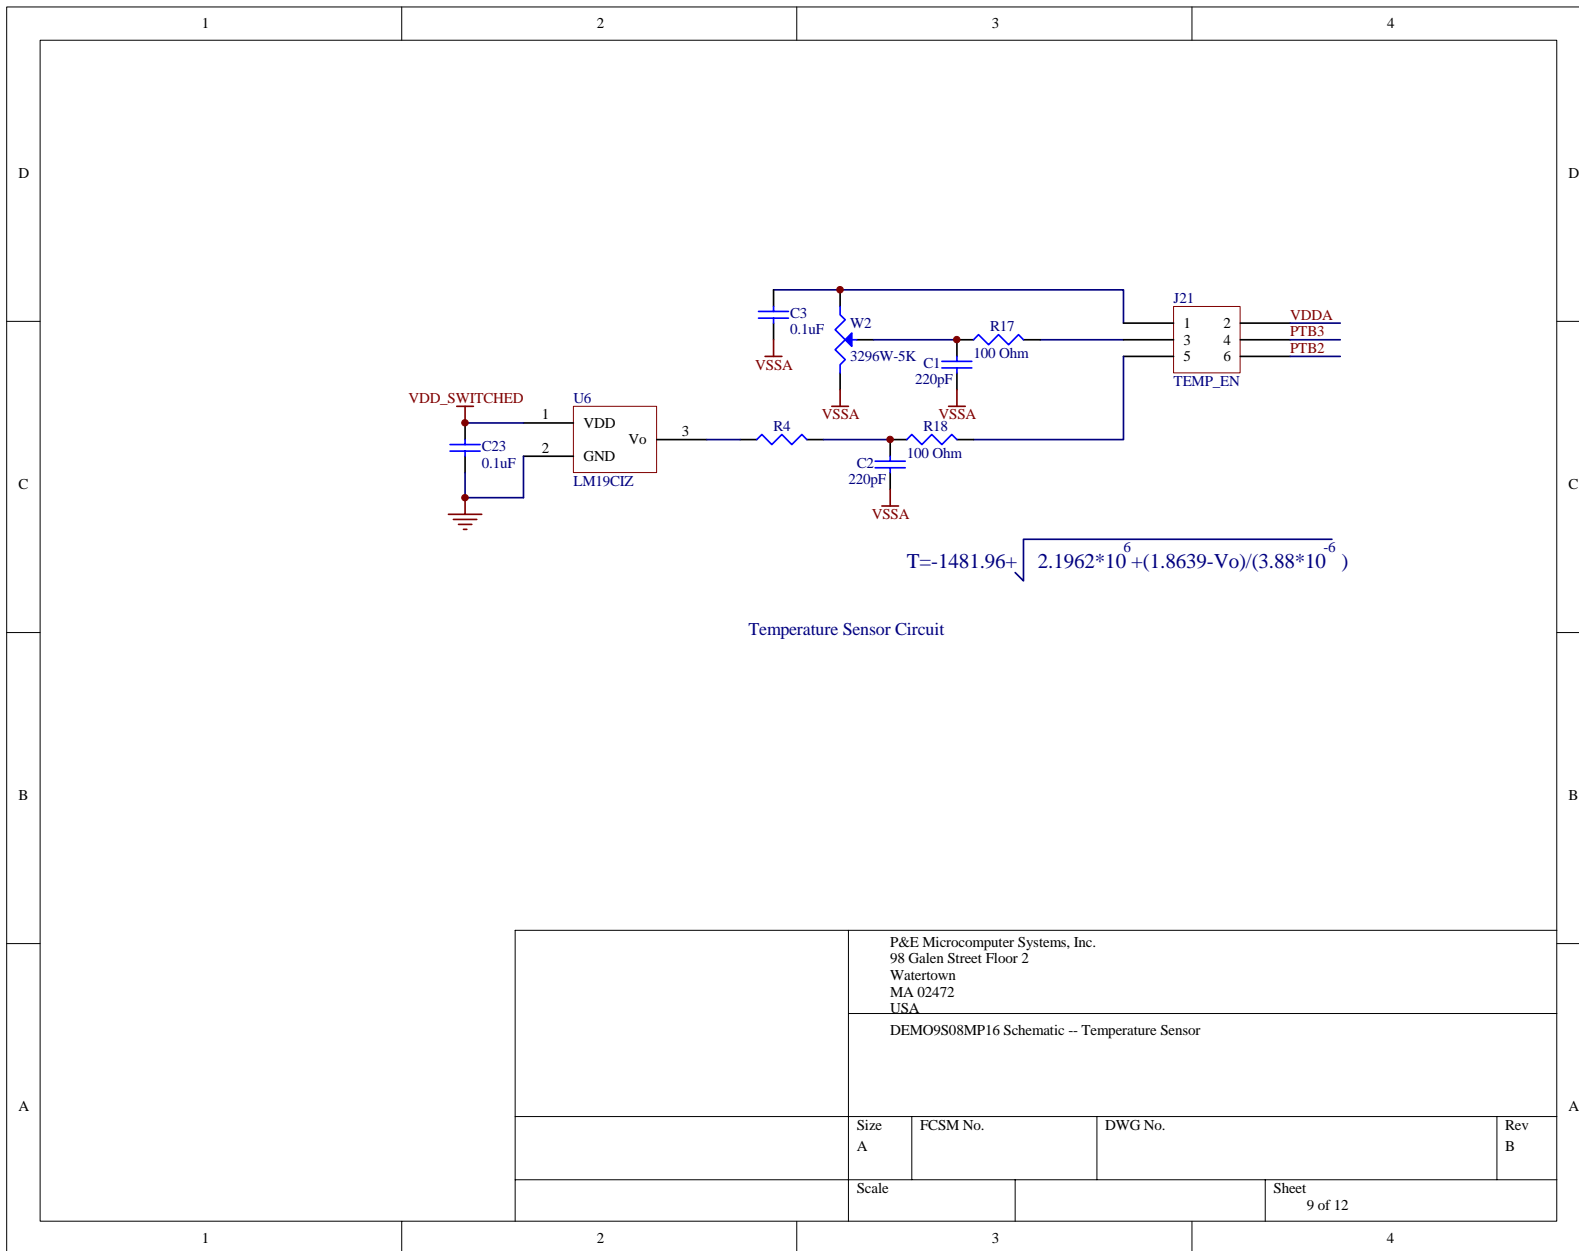 1 2 3 4
D D
J21
C3
0.1uF
W2
3296W-5K
R17
100 Ohm
1 2
3 4
5 6
VDDA
PTB3
PTB2
TEMP_EN
VSSA
C1
220pF
VSSA
VSSA
VDD_SWITCHED
U6
1
VDD
Vo
3
R4
R18
100 Ohm
C23
0.1uF
2
GND
LM19CIZ
C2
220pF
VSSA
C C
T=-1481.96+√2.1962*10^6+(1.8639-Vo)/(3.88*10^-6 )
Temperature Sensor Circuit
B B
P&E Microcomputer Systems, Inc.
98 Galen Street Floor 2
Watertown
MA 02472
USA
DEMO9S08MP16 Schematic -- Temperature Sensor
A A
Size FCSM No. DWG No. Rev
A B
Scale Sheet
9 of 12
1 2 3 4